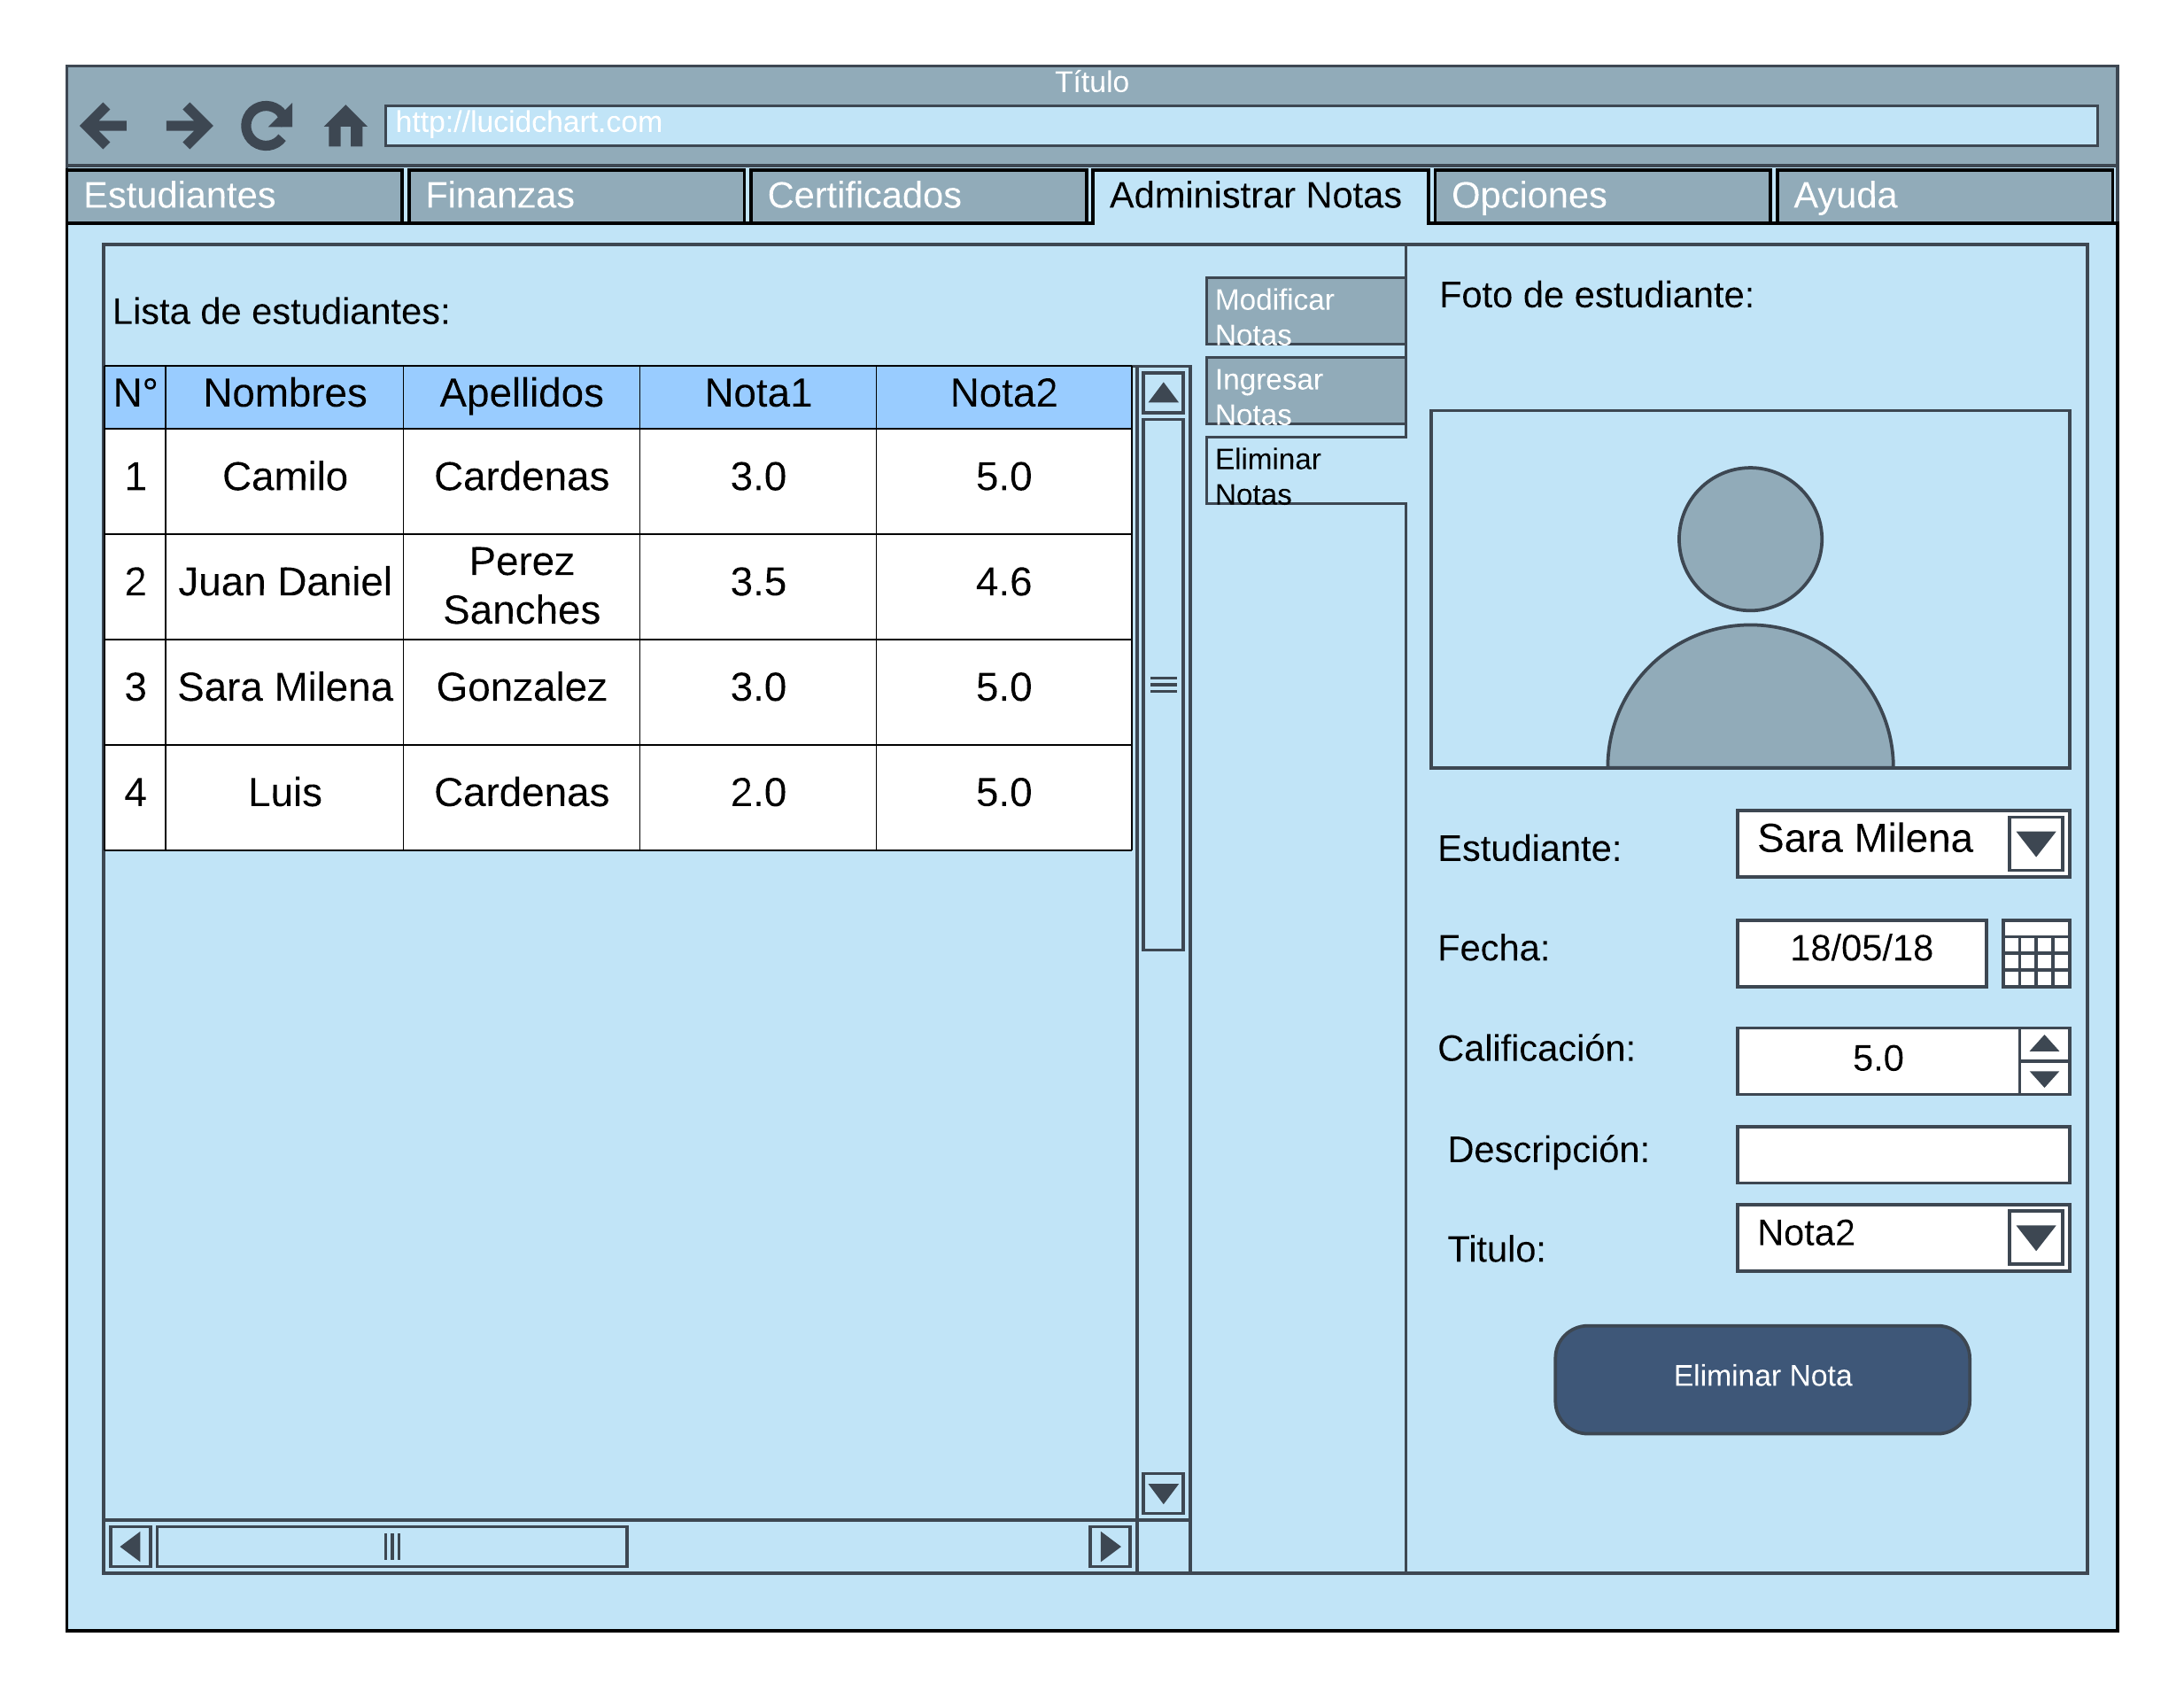 Título
http://lucidchart.com
Estudiantes
Finanzas
Certificados
Administrar Notas
Opciones
Ayuda
Lista de estudiantes:
N° Nombres Apellidos Nota1 Nota2
1 Camilo Cardenas 3.0 5.0
2 Juan Daniel Perez Sanches 3.5 4.6
3 Sara Milena Gonzalez 3.0 5.0
4 Luis Cardenas 2.0 5.0
Modificar
Notas
Ingresar
Notas
Eliminar
Notas
Foto de estudiante:
Estudiante: Sara Milena
Fecha: 18/05/18
Calificación: 5.0
Descripción:
Titulo: Nota2
Eliminar Nota